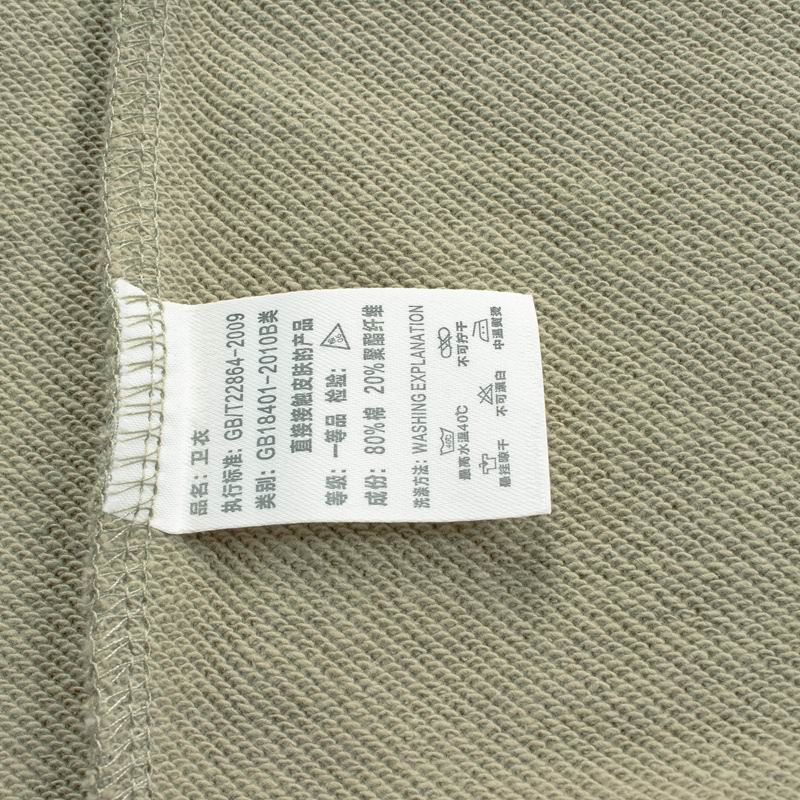 品名：卫衣
执行标准：GB/T22864-2009
类别：GB18401-2010B类
直接接触皮肤的产品
等级：一等品 检验：
成份：80%棉 20%聚酯纤维
洗涤方法：WASHING EXPLANATION
最高水温40℃ 不可拧干
悬挂晾干 不可漂白 中温熨烫